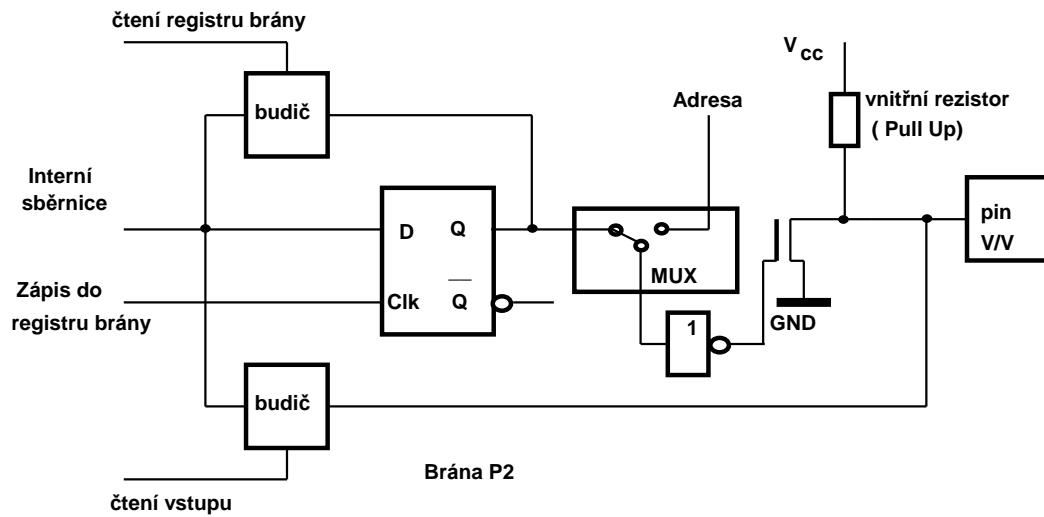 čtení registru brány
V CC
budič
Adresa
vnitřní rezistor
( Pull Up)
Interní
sběrnice
D Q
pin
V/V
MUX
Zápis do
registru brány
Clk Q
1
GND
budič
Brána P2
čtení vstupu